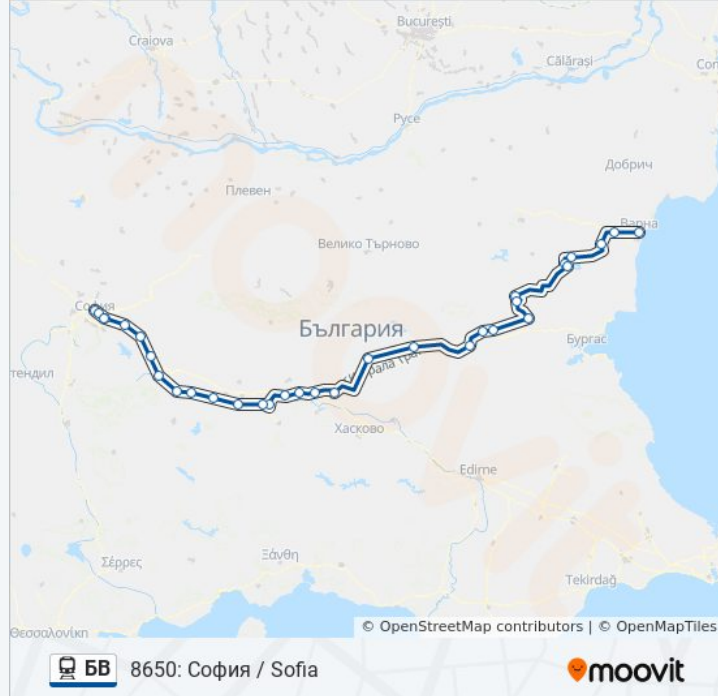 București
Craiova
Călărași
Con
Русе
Добрич
Плевен
Варна
Велико Търново
София
България
Бургас
тендил
Хасково
Edirne
Ξάνθη
Σέρρες
Tekirdağ
Θεσσαλονίκη
© OpenStreetMap contributors | © OpenMapTiles
БВ 8650: София / Sofia
moovit